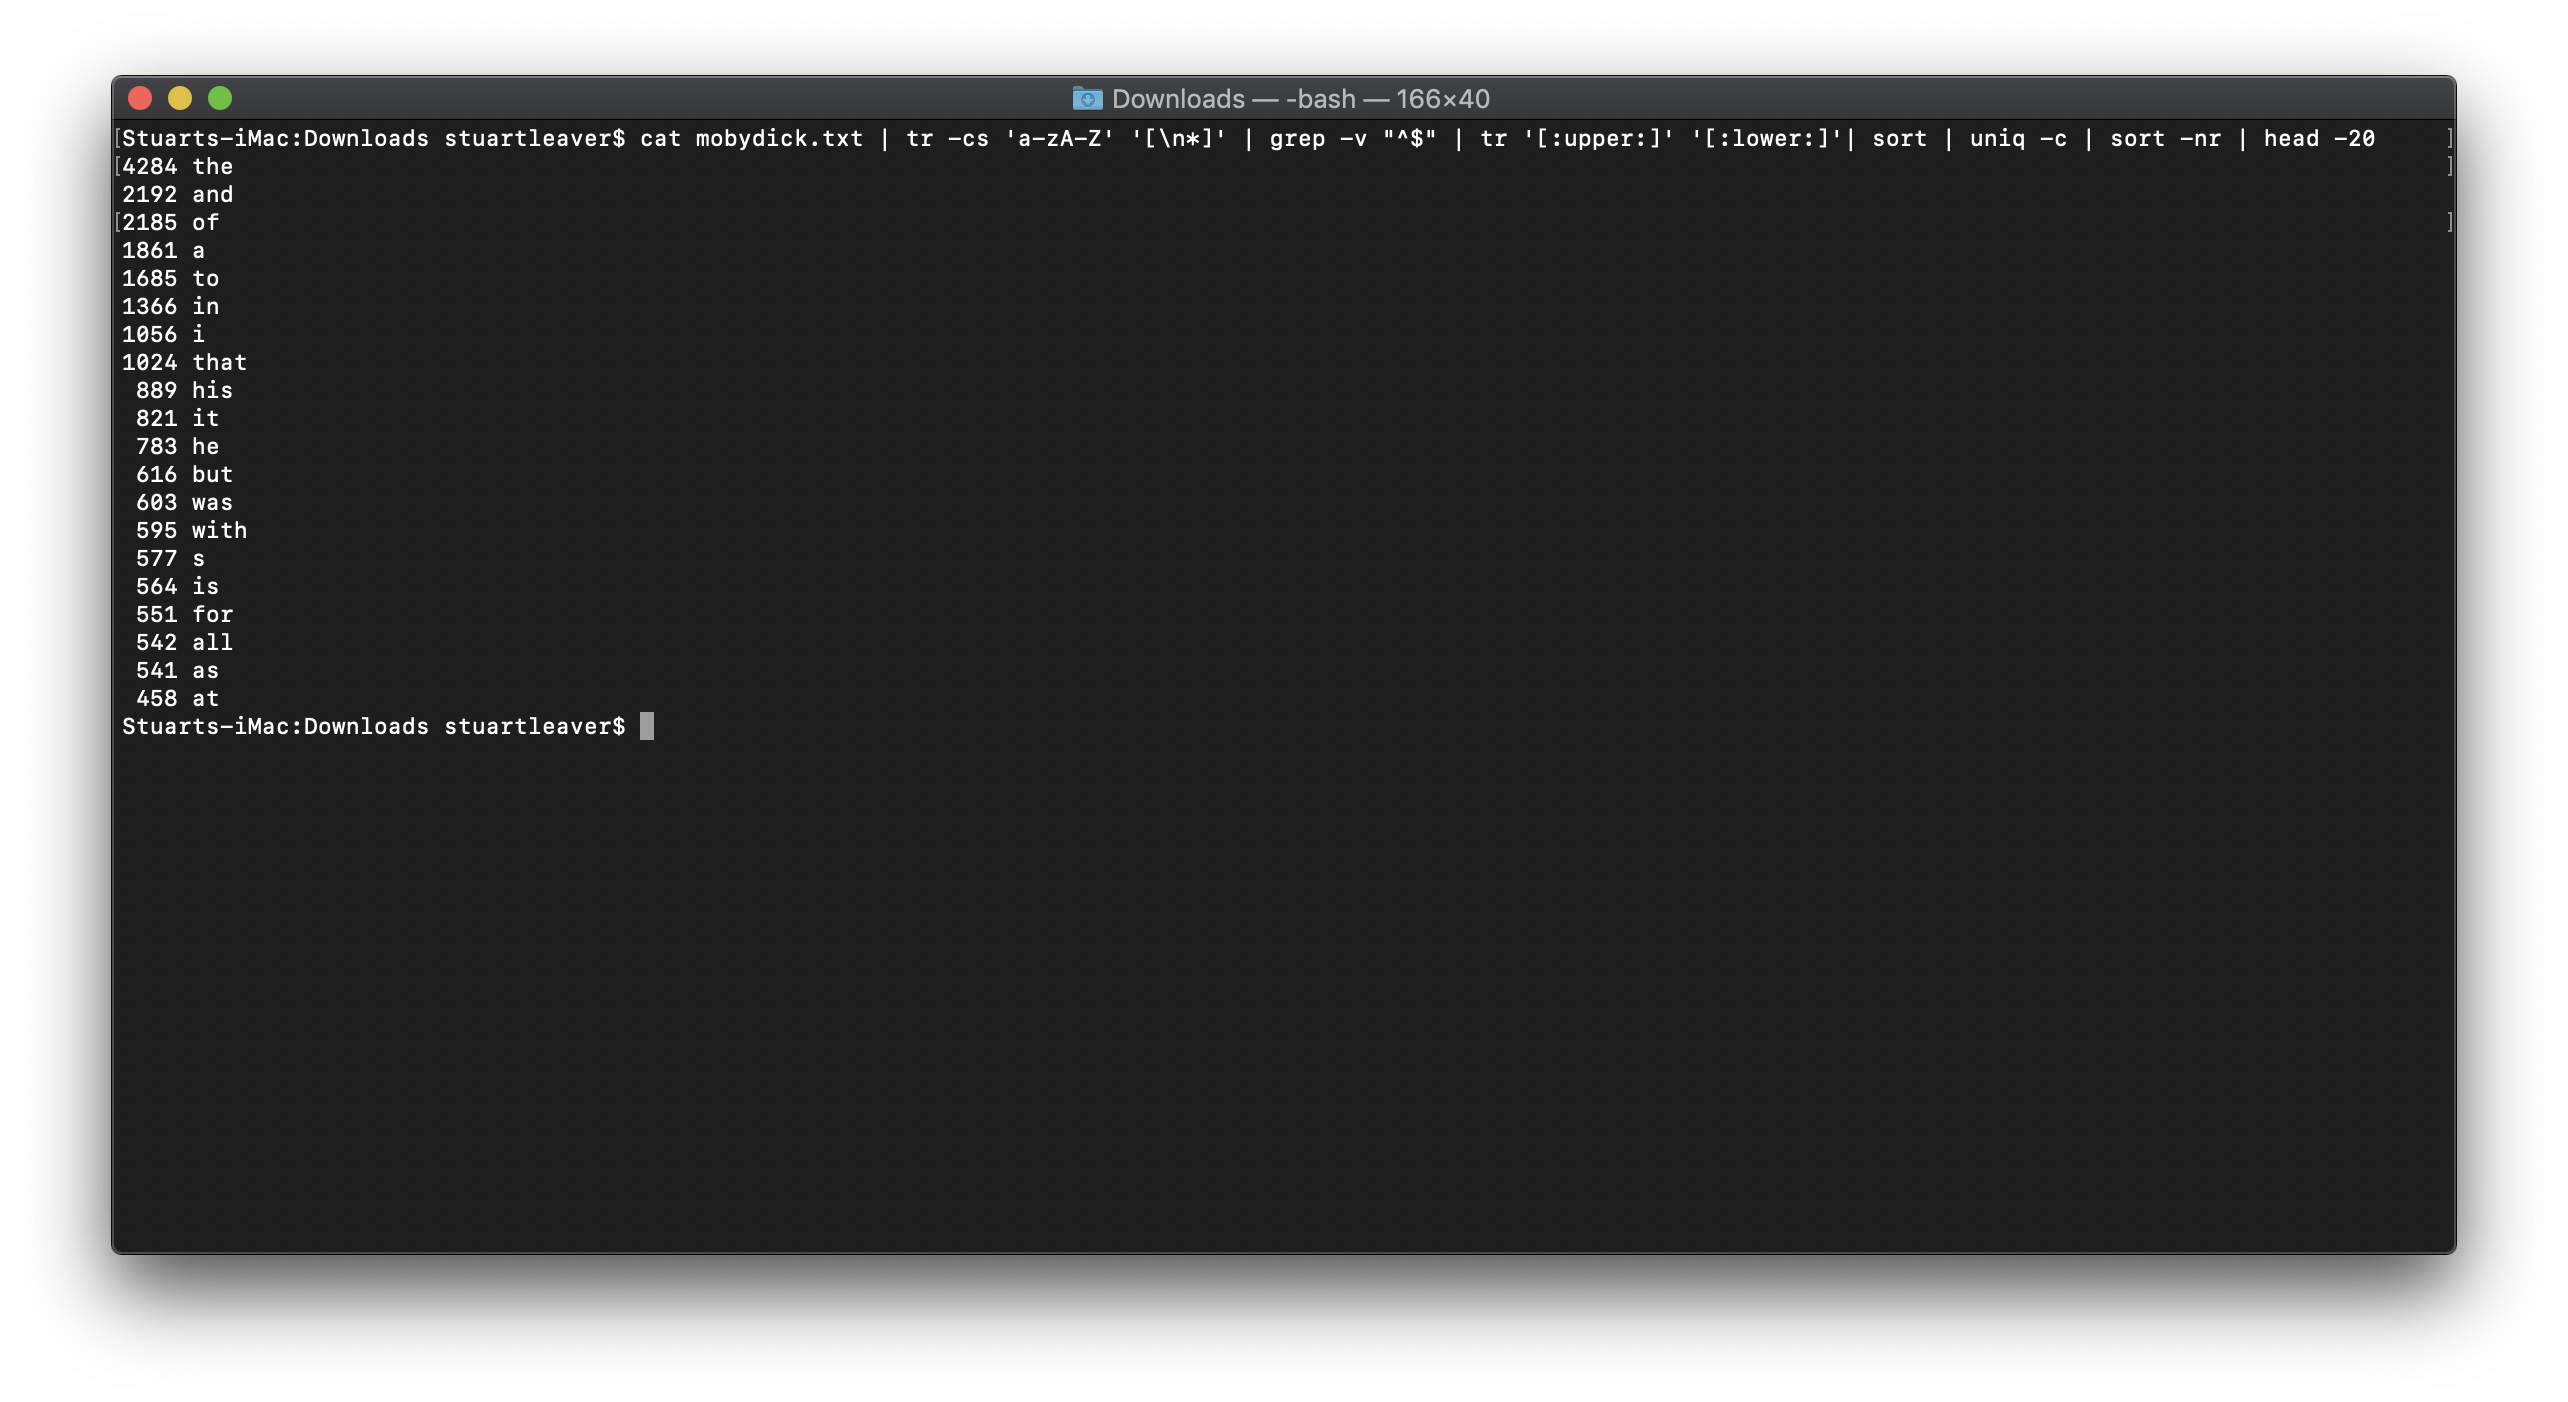 Downloads — -bash — 166×40
[Stuarts-iMac:Downloads stuartleaver$ cat mobydick.txt | tr -cs 'a-zA-Z' '[\n*]' | grep -v "^$" | tr '[:upper:]' '[:lower:]'| sort | uniq -c | sort -nr | head -20 ]
[4284 the ]
2192 and
[2185 of ]
1861 a
1685 to
1366 in
1056 i
1024 that
889 his
821 it
783 he
616 but
603 was
595 with
577 s
564 is
551 for
542 all
541 as
458 at
Stuarts-iMac:Downloads stuartleaver$